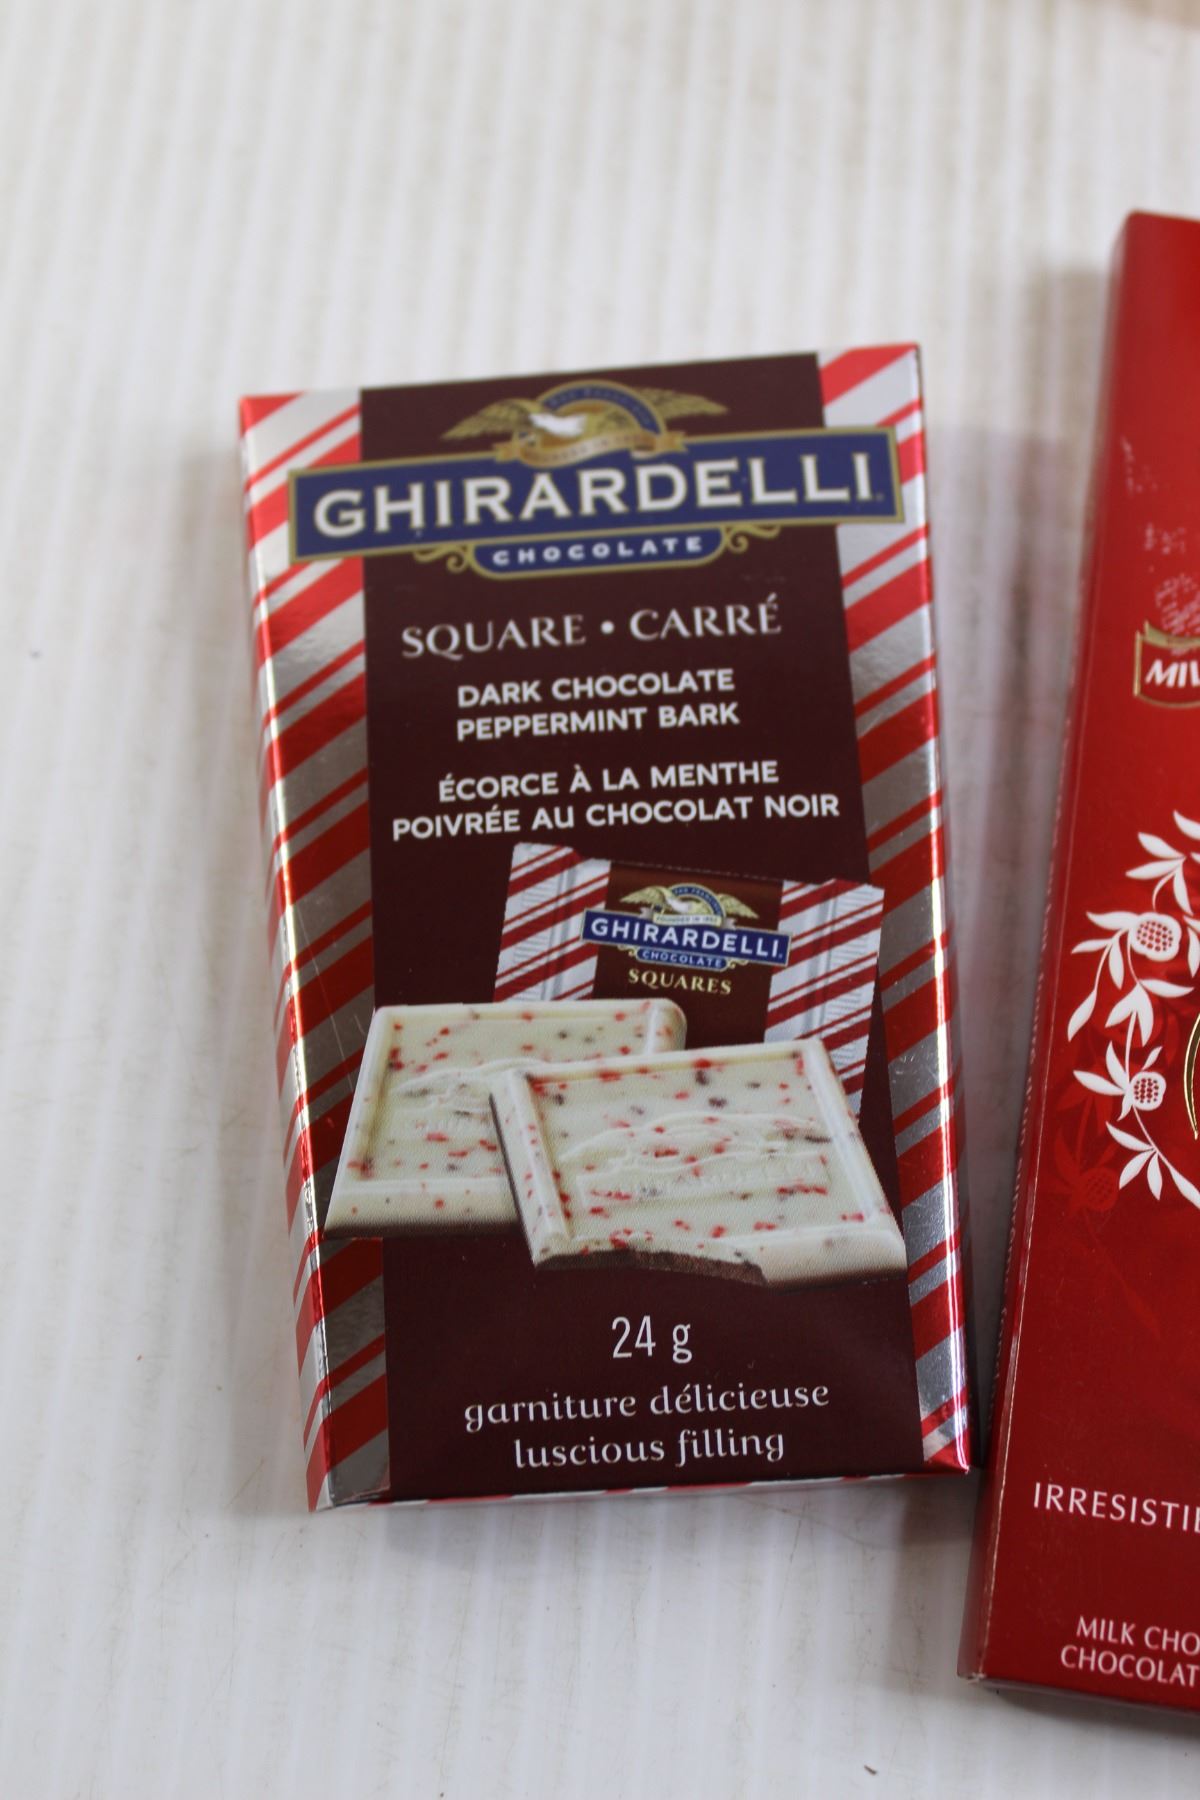 GHIRARDELLI
CHOCOLATE
SQUARE • CARRÉ
DARK CHOCOLATE
PEPPERMINT BARK
ÉCORCE À LA MENTHE
POIVRÉE AU CHOCOLAT NOIR
GHIRARDELLI
CHOCOLATE
SQUARES
24 g
garniture délicieuse
luscious filling
IRRESISTI
MILK CHO
CHOCOLAT